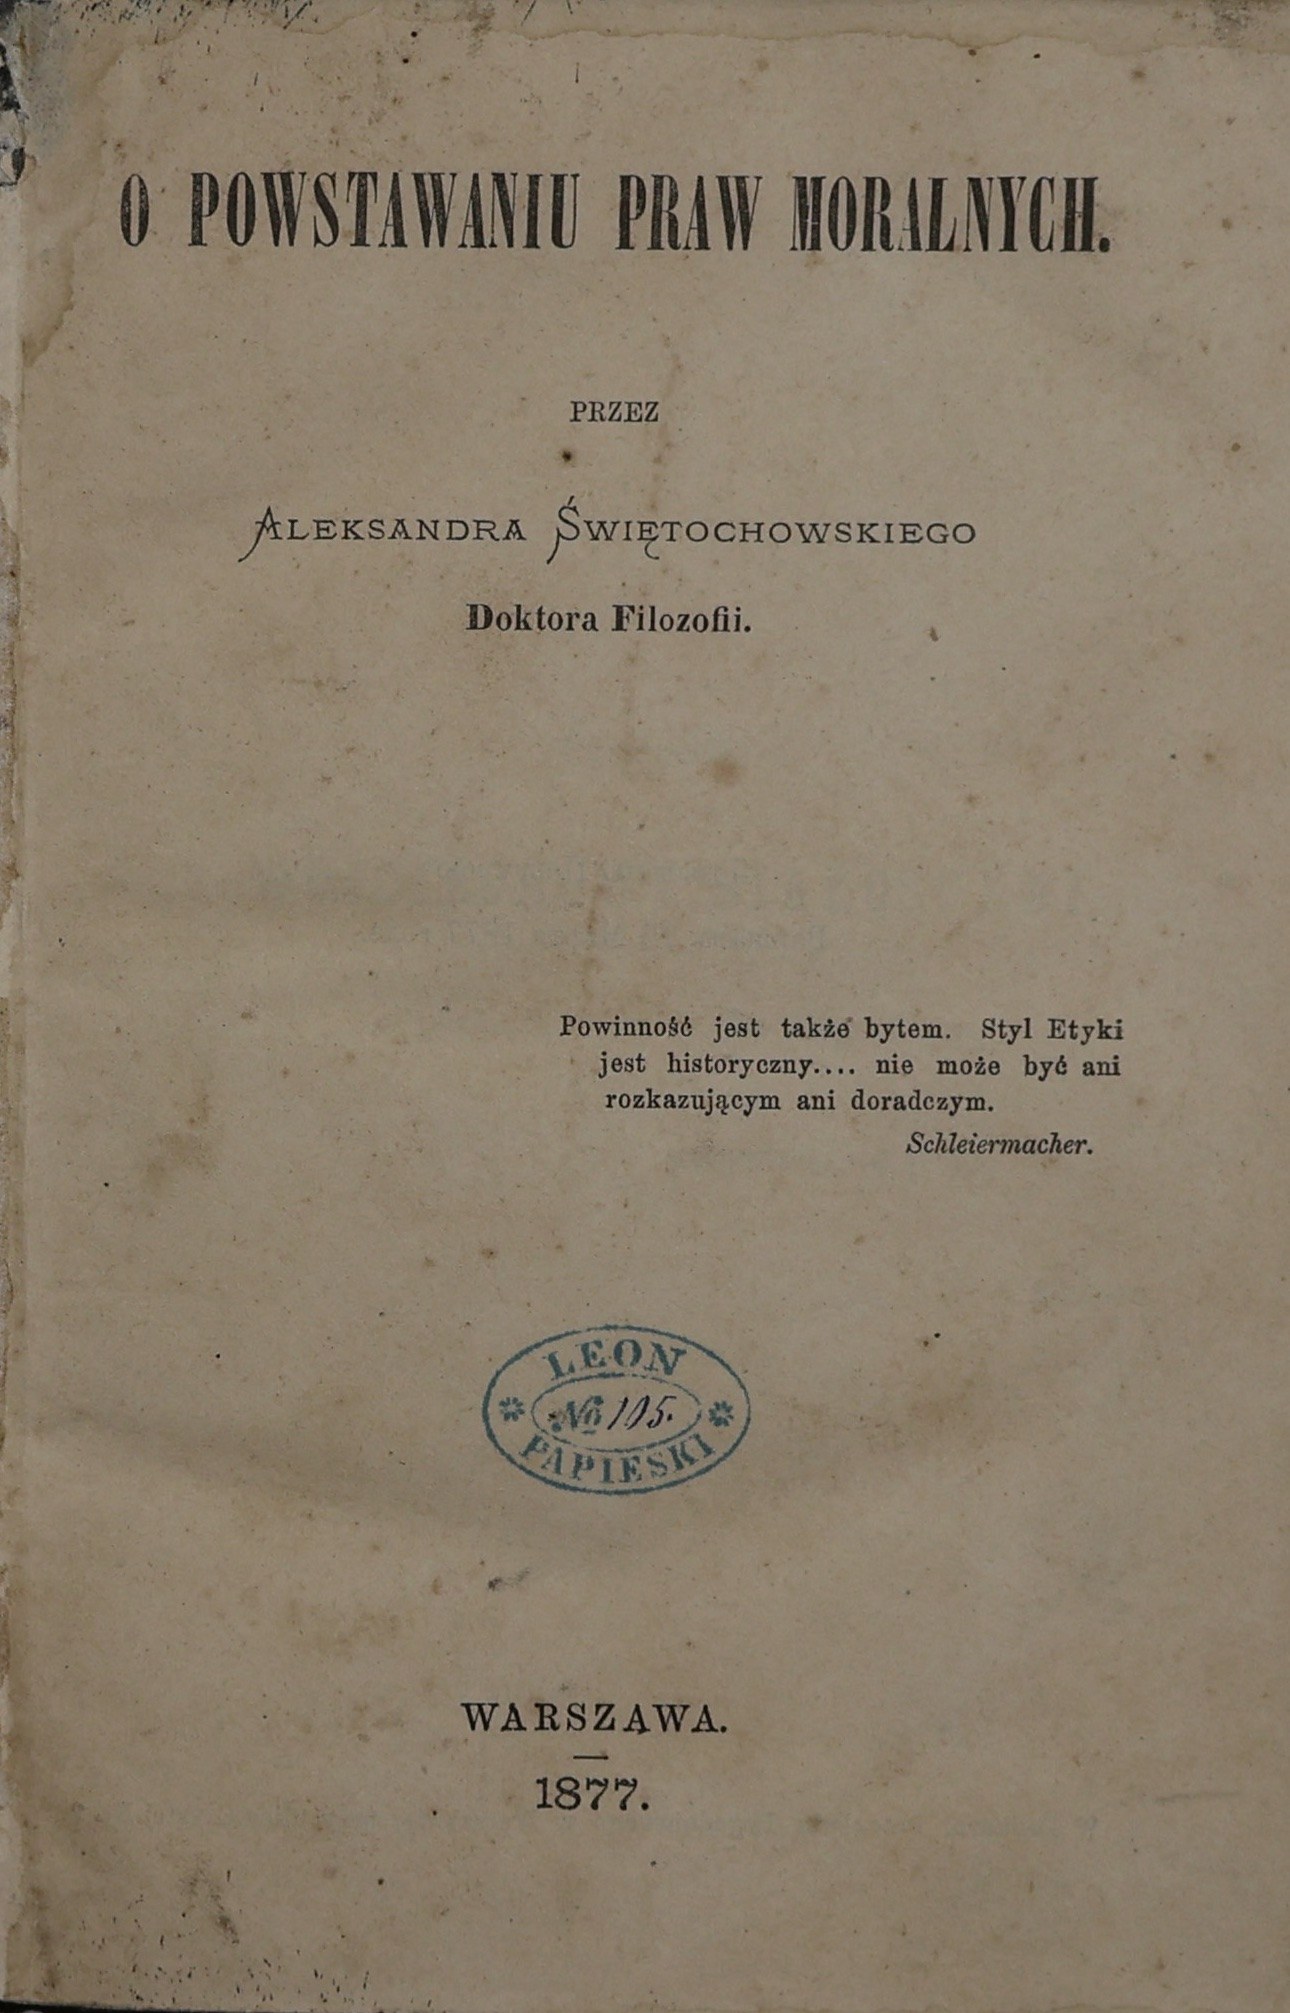 O POWSTAWANIU PRAW MORALNYCH.
PRZEZ
ALEKSANDRA ŚWIĘTOCHOWSKIEGO
Doktora Filozofii.
Powinność jest także bytem. Styl Etyki
jest historyczny.... nie może być ani
rozkazującym ani doradczym.
Schleiermacher.
LEON
№ 105.
PAPIESKI
WARSZAWA.
1877.